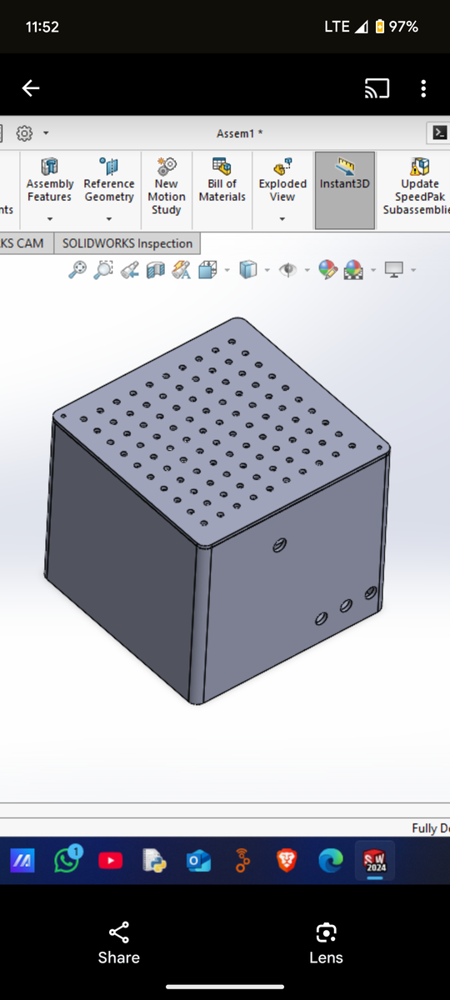 11:52
LTE 97%
Assem1 *
Assembly
Features
Reference
Geometry
New
Motion
Study
Bill of
Materials
Exploded
View
Instant3D
Update
SpeedPak
Subassemblie
nts
KS CAM
SOLIDWORKS Inspection
Fully De
1
SW
2024
Share
Lens